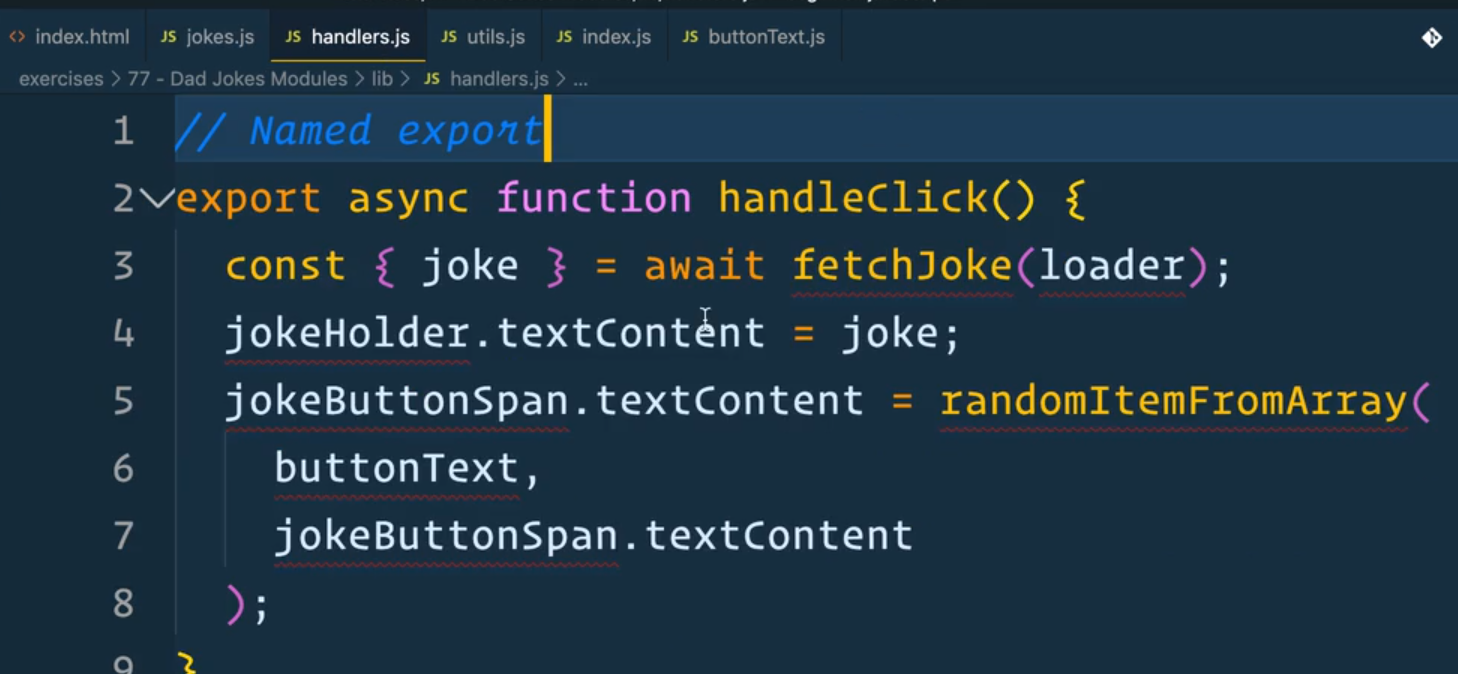 index.html JS jokes.js JS handlers.js JS utils.js JS index.js JS buttonText.js
exercises > 77 - Dad Jokes Modules > lib > JS handlers.js > ...
1 // Named export
2 export async function handleClick() {
3 const { joke } = await fetchJoke(loader);
4 jokeHolder.textContent = joke;
5 jokeButtonSpan.textContent = randomItemFromArray(
6 buttonText,
7 jokeButtonSpan.textContent
8 );
9 }